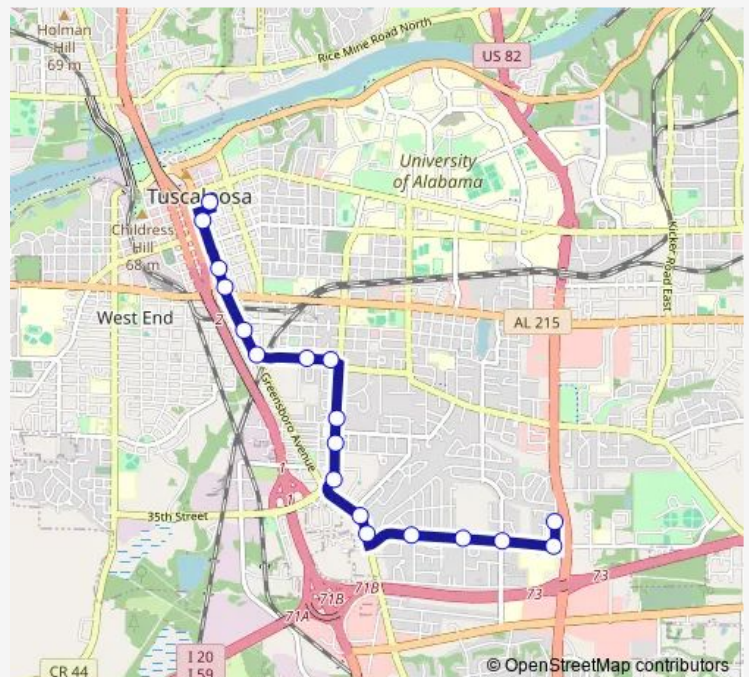 Holman
Hill
69 m
Rice Mine Road North
US 82
University
of Alabama
Tuscaloosa
Childress
Hill
68 m
Kicker Road East
West End
2
AL 215
Greensboro Avenue
1
1
35th Street
71B
71B
71A
73
73
I 20
I 59
CR 44
© OpenStreetMap contributors